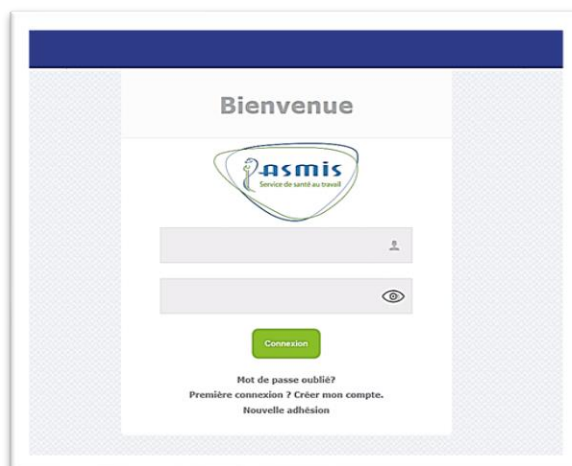 Bienvenue
asmis
Service de santé au travail
Connexion
Mot de passe oublié?
Première connexion ? Créer mon compte.
Nouvelle adhésion